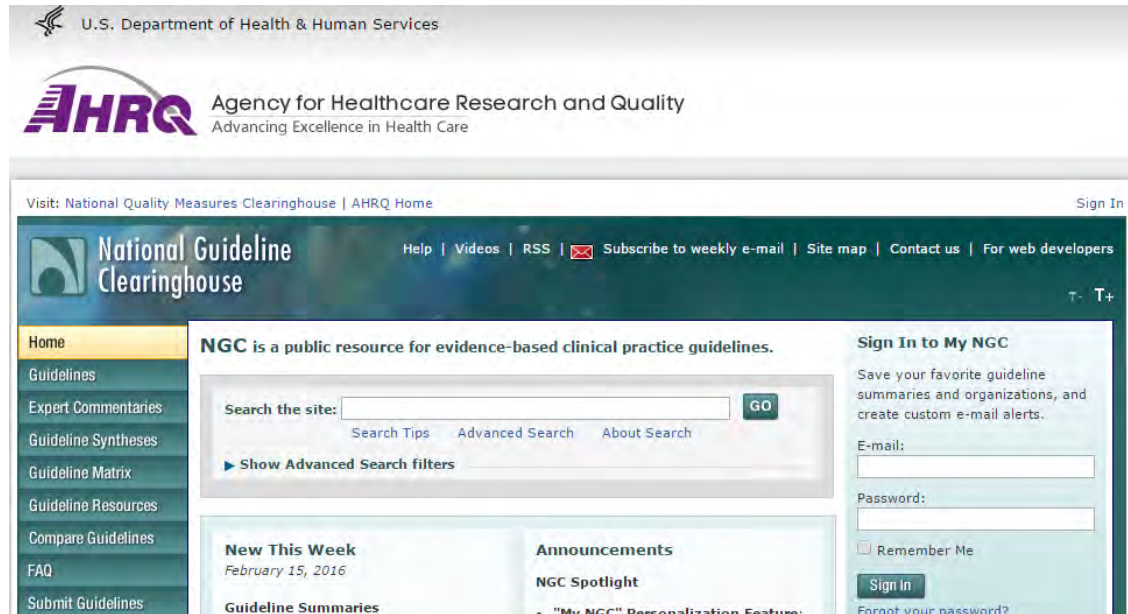 U.S. Department of Health & Human Services
AHRQ
Agency for Healthcare Research and Quality
Advancing Excellence in Health Care
Visit: National Quality Measures Clearinghouse | AHRQ Home
Sign In
National Guideline
Clearinghouse
Help | Videos | RSS | Subscribe to weekly e-mail | Site map | Contact us | For web developers
T- T+
Home
Guidelines
Expert Commentaries
Guideline Syntheses
Guideline Matrix
Guideline Resources
Compare Guidelines
FAQ
Submit Guidelines
NGC is a public resource for evidence-based clinical practice guidelines.
Search the site:
GO
Search Tips Advanced Search About Search
Show Advanced Search filters
New This Week
February 15, 2016
Guideline Summaries
Announcements
NGC Spotlight
• "My NGC" Personalization Feature:
Sign In to My NGC
Save your favorite guideline
summaries and organizations, and
create custom e-mail alerts.
E-mail:
Password:
Remember Me
Sign In
Forgot your password?